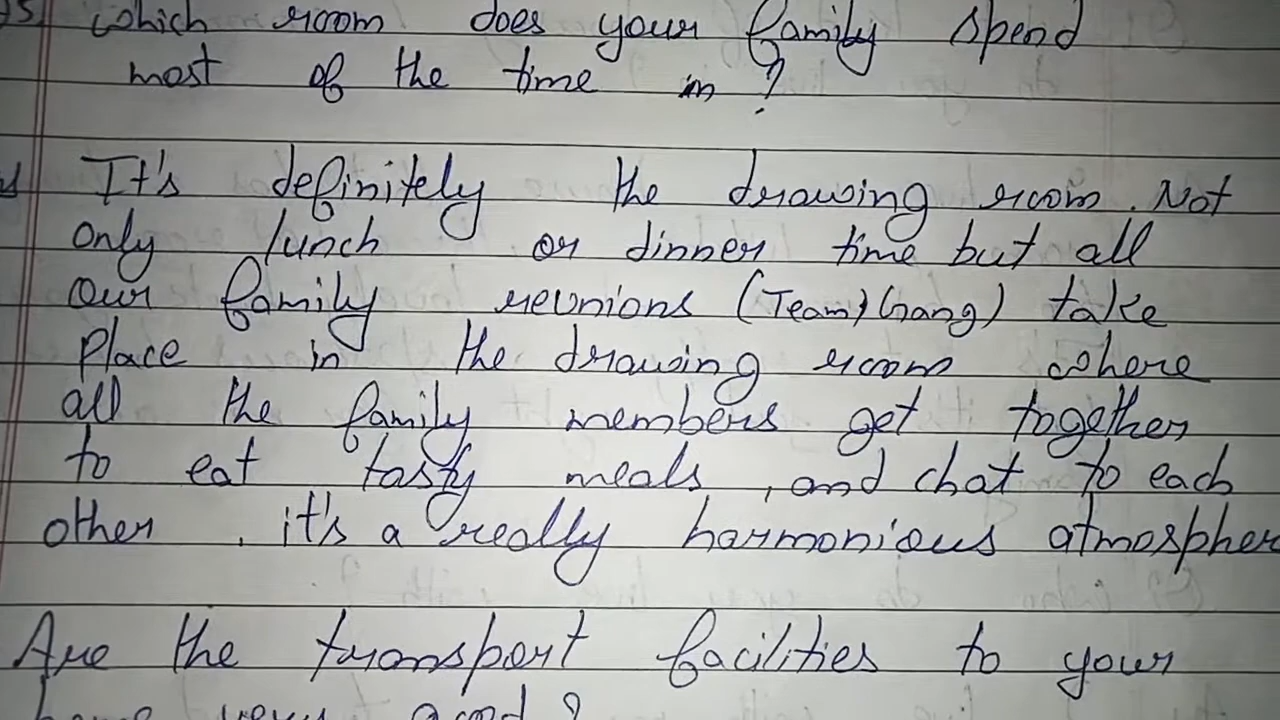 which room does your family spend
most of the time in ?
It's definitely the drawing room. Not
only lunch or dinner time but all
our family reunions (Team/Gang) take
Place in the drawing room where
all the family members get together
to eat tasty meals, and chat to each
other. it's a really harmonious atmospher
Are the transport facilities to your
home very good?